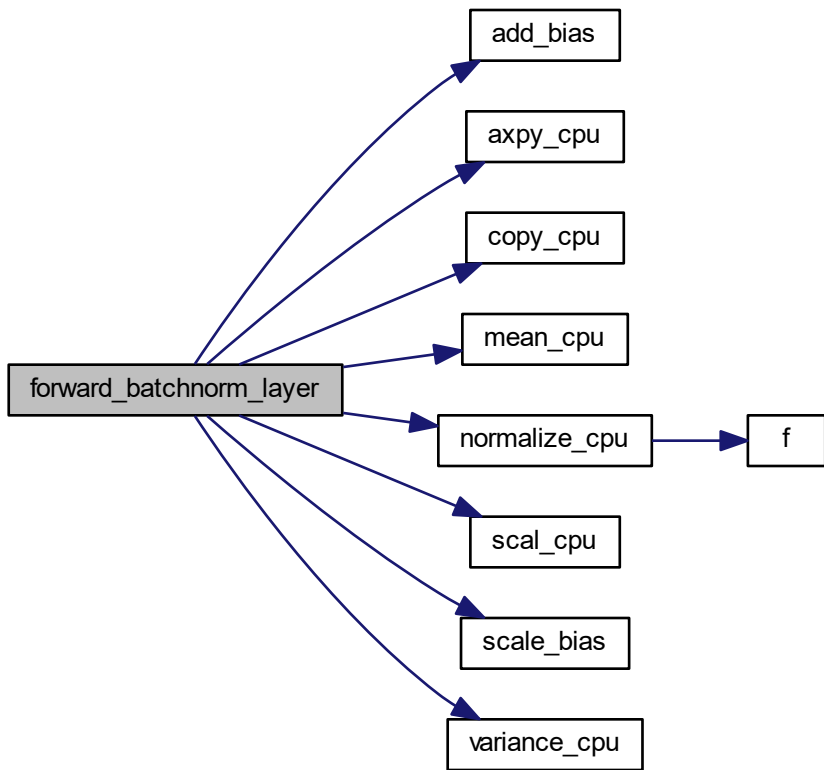 add_bias
axpy_cpu
copy_cpu
mean_cpu
forward_batchnorm_layer
normalize_cpu
f
scal_cpu
scale_bias
variance_cpu